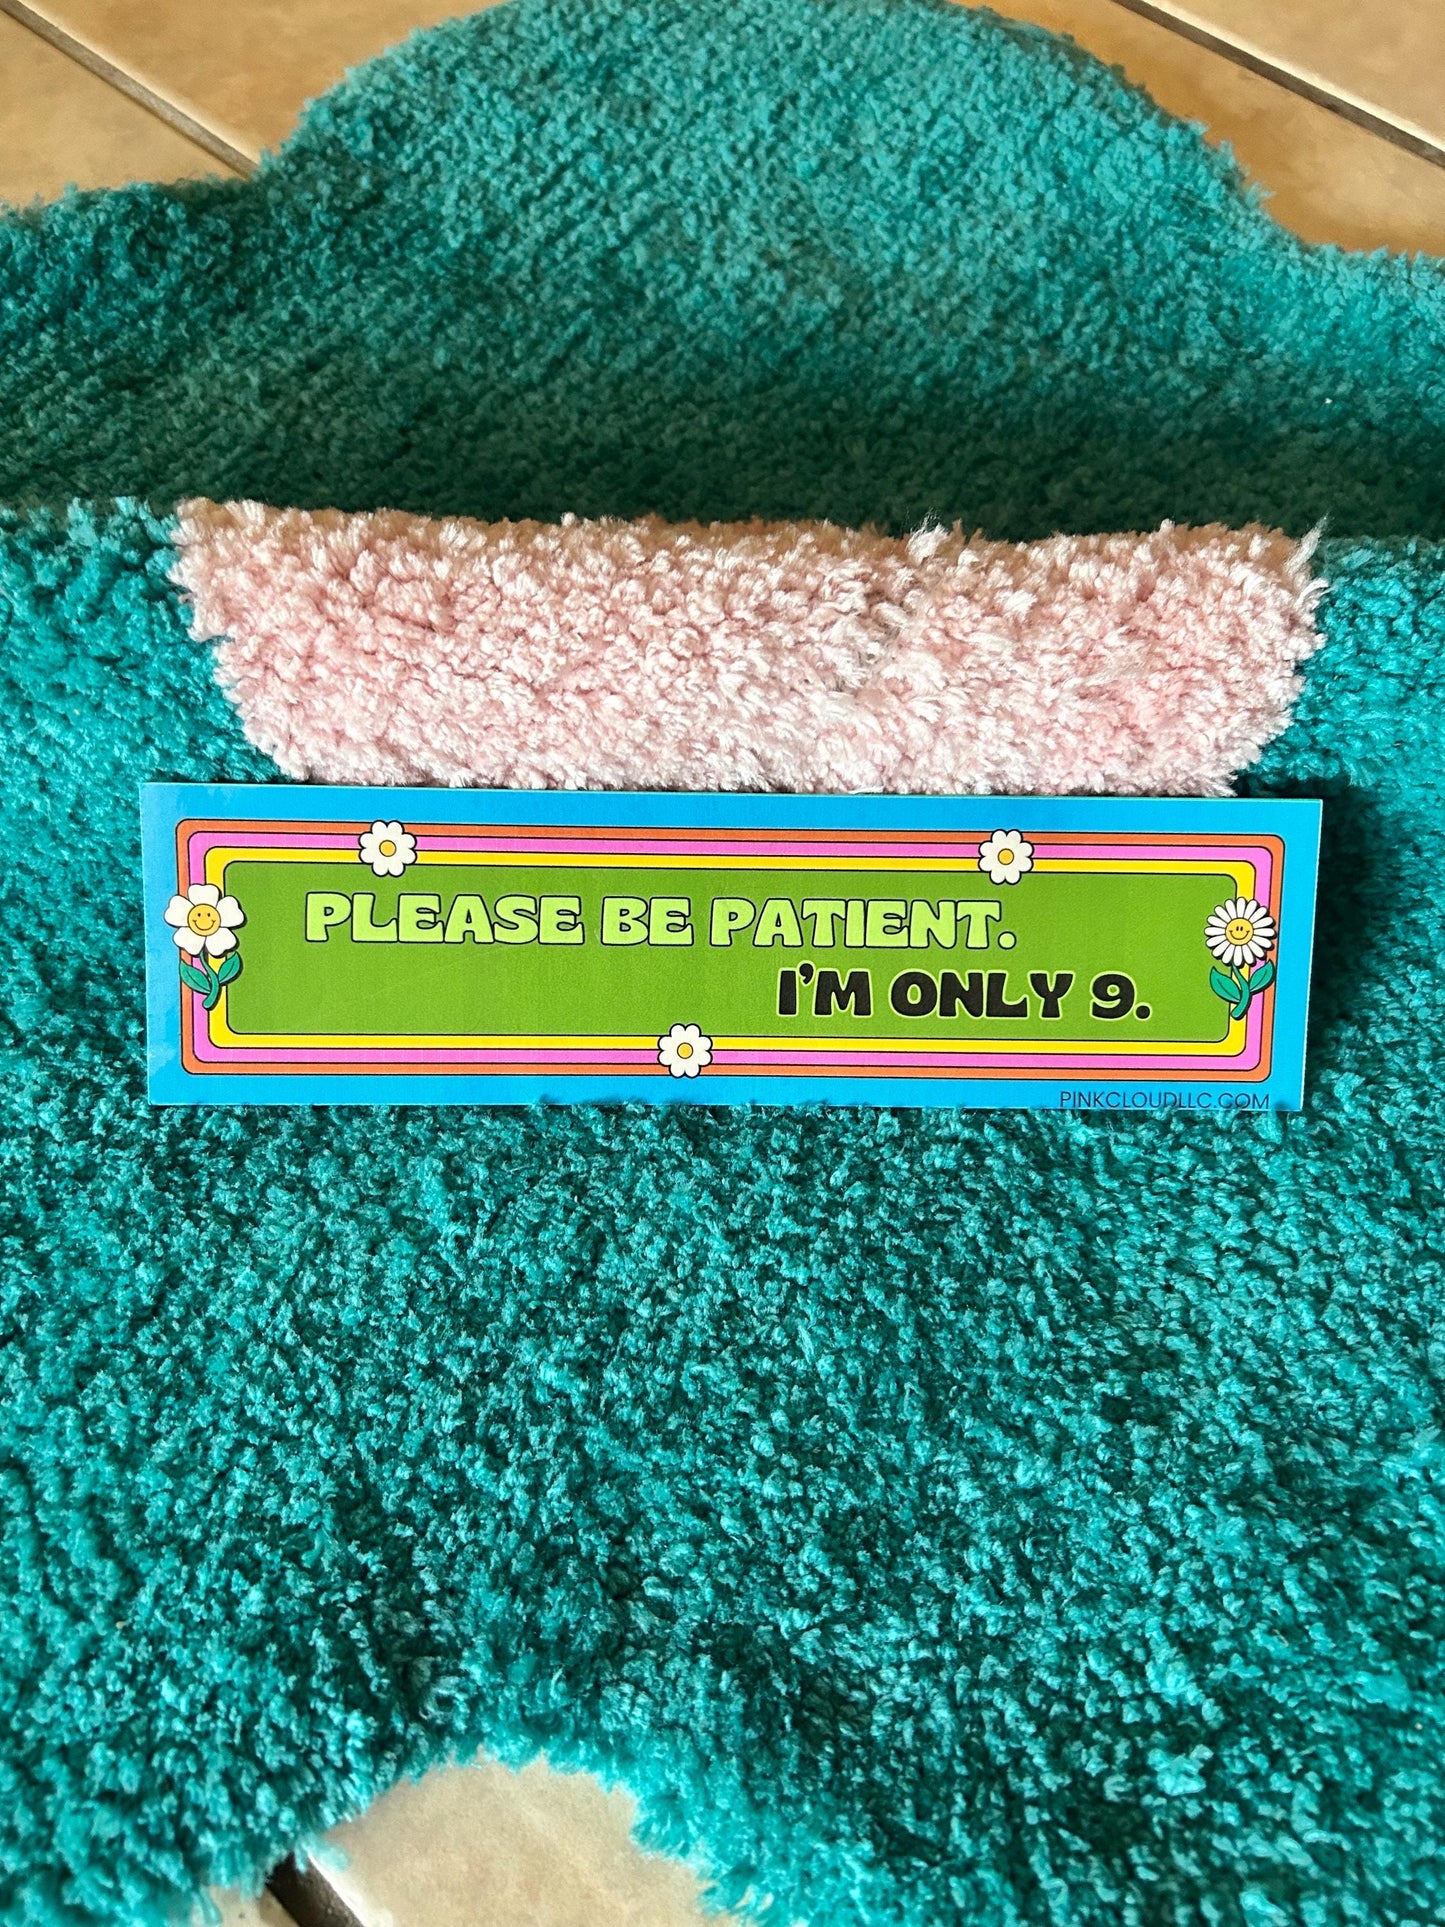 PLEASE BE PATIENT.
I'M ONLY 9.
PINKCLOUDLLC.COM